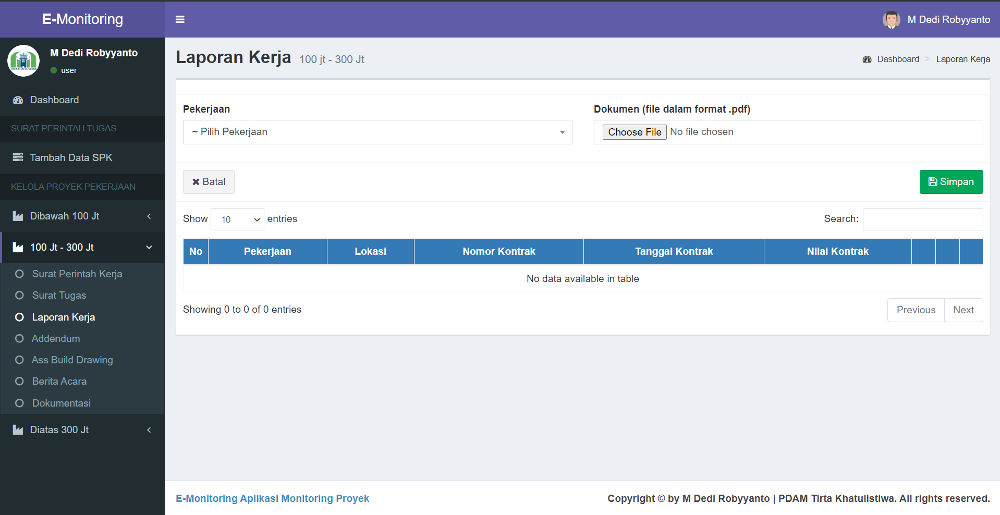 E-Monitoring
M Dedi Robyyanto
M Dedi Robyyanto
user
Dashboard
SURAT PERINTAH TUGAS
Tambah Data SPK
KELOLA PROYEK PEKERJAAN
Dibawah 100 Jt
100 Jt - 300 Jt
Surat Perintah Kerja
Surat Tugas
Laporan Kerja
Addendum
Ass Build Drawing
Berita Acara
Dokumentasi
Diatas 300 Jt
Laporan Kerja 100 jt - 300 Jt
Dashboard > Laporan Kerja
Pekerjaan
~ Pilih Pekerjaan
Dokumen (file dalam format .pdf)
Choose File No file chosen
Batal
Simpan
Show 10 entries
Search:
No Pekerjaan Lokasi Nomor Kontrak Tanggal Kontrak Nilai Kontrak
No data available in table
Showing 0 to 0 of 0 entries
Previous Next
E-Monitoring Aplikasi Monitoring Proyek
Copyright © by M Dedi Robyyanto | PDAM Tirta Khatulistiwa. All rights reserved.